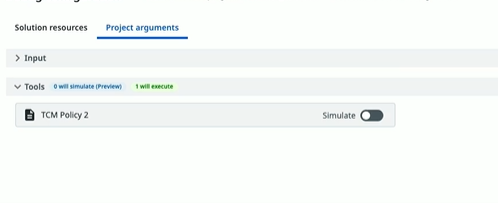 Solution resources Project arguments
Input
Tools 0 will simulate (Preview) 1 will execute
TCM Policy 2 Simulate